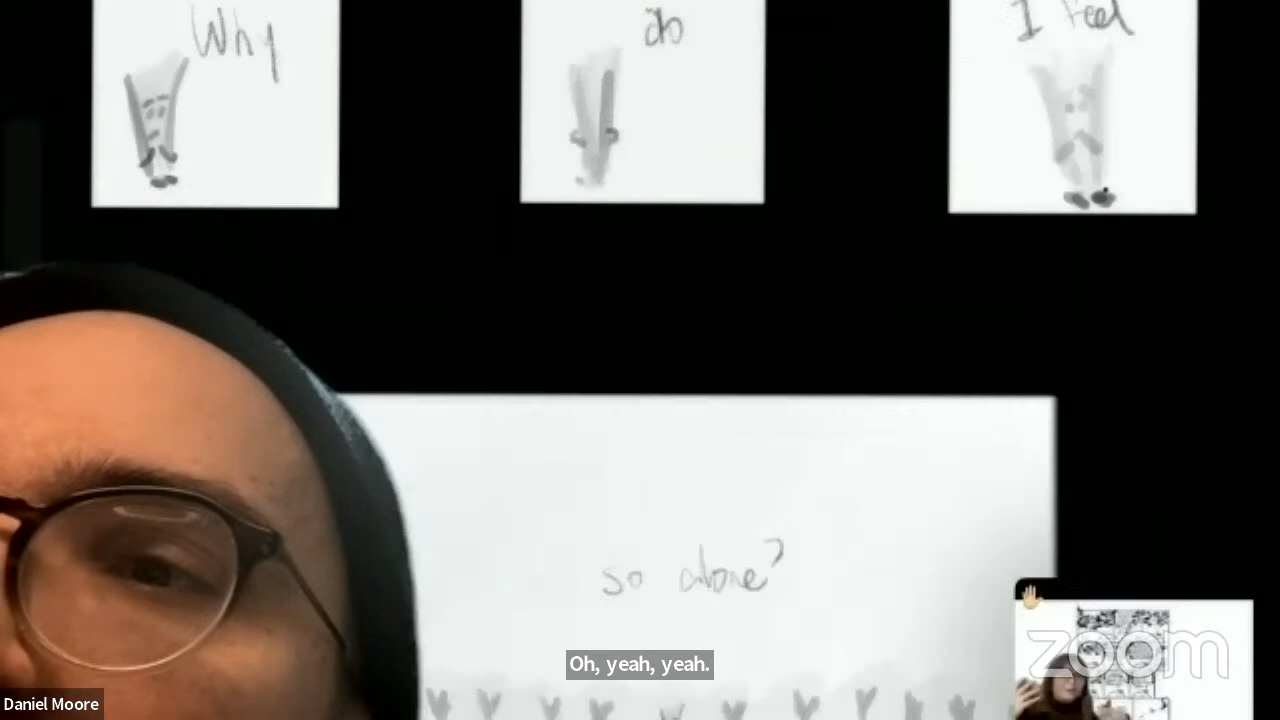 Why
do
I feel
so alone?
Oh, yeah, yeah.
zoom
Daniel Moore